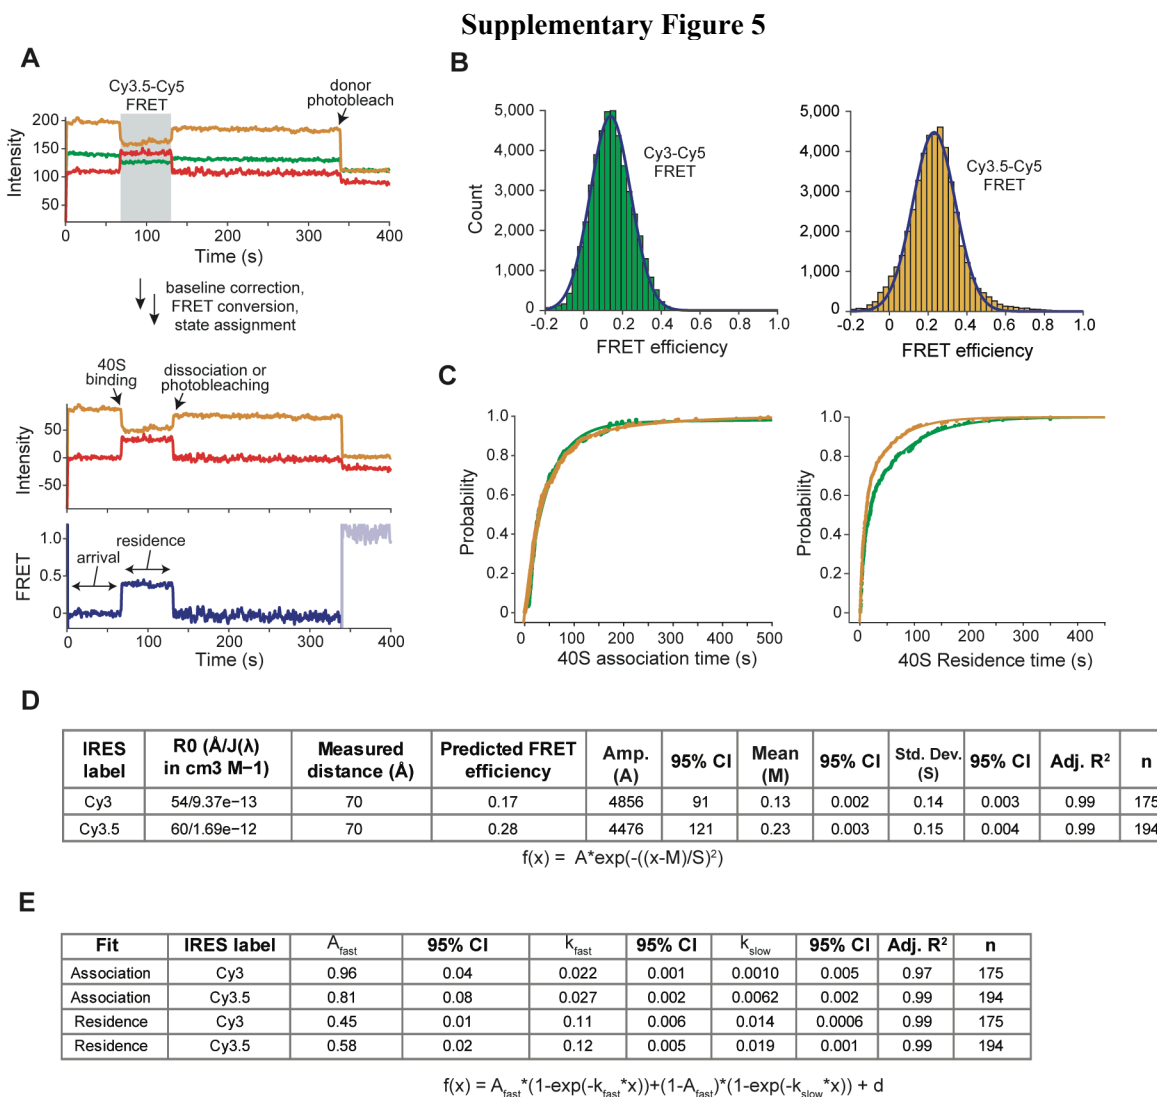 Supplementary Figure 5
A
Cy3.5-Cy5
FRET
donor
photobleach
200
150
100
50
Intensity
0 100 200 300 400
Time (s)
baseline correction,
FRET conversion,
state assignment
40S
binding
dissociation or
photobleaching
50
0
-50
Intensity
1.0
0.5
0
FRET
arrival
residence
0 100 200 300 400
Time (s)
B
5,000
4,000
3,000
2,000
1,000
0
Count
Cy3-Cy5
FRET
-0.2 0 0.2 0.4 0.6 0.8 1.0
FRET efficiency
5,000
4,000
3,000
2,000
1,000
0
Cy3.5-Cy5
FRET
-0.2 0 0.2 0.4 0.6 0.8 1.0
FRET efficiency
C
1.0
0.8
0.6
0.4
0.2
0
Probability
0 100 200 300 400 500
40S association time (s)
1.0
0.8
0.6
0.4
0.2
0
Probability
0 100 200 300 400
40S Residence time (s)
D
IRES label R0 (Å/J(λ) in cm3 M−1) Measured distance (Å) Predicted FRET efficiency Amp. (A) 95% CI Mean (M) 95% CI Std. Dev. (S) 95% CI Adj. R² n
Cy3 54/9.37e−13 70 0.17 4856 91 0.13 0.002 0.14 0.003 0.99 175
Cy3.5 60/1.69e−12 70 0.28 4476 121 0.23 0.003 0.15 0.004 0.99 194
f(x) = A*exp(-((x-M)/S)²)
E
Fit IRES label A_fast 95% CI k_fast 95% CI k_slow 95% CI Adj. R² n
Association Cy3 0.96 0.04 0.022 0.001 0.0010 0.005 0.97 175
Association Cy3.5 0.81 0.08 0.027 0.002 0.0062 0.002 0.99 194
Residence Cy3 0.45 0.01 0.11 0.006 0.014 0.0006 0.99 175
Residence Cy3.5 0.58 0.02 0.12 0.005 0.019 0.001 0.99 194
f(x) = A_fast*(1-exp(-k_fast*x))+(1-A_fast)*(1-exp(-k_slow*x)) + d